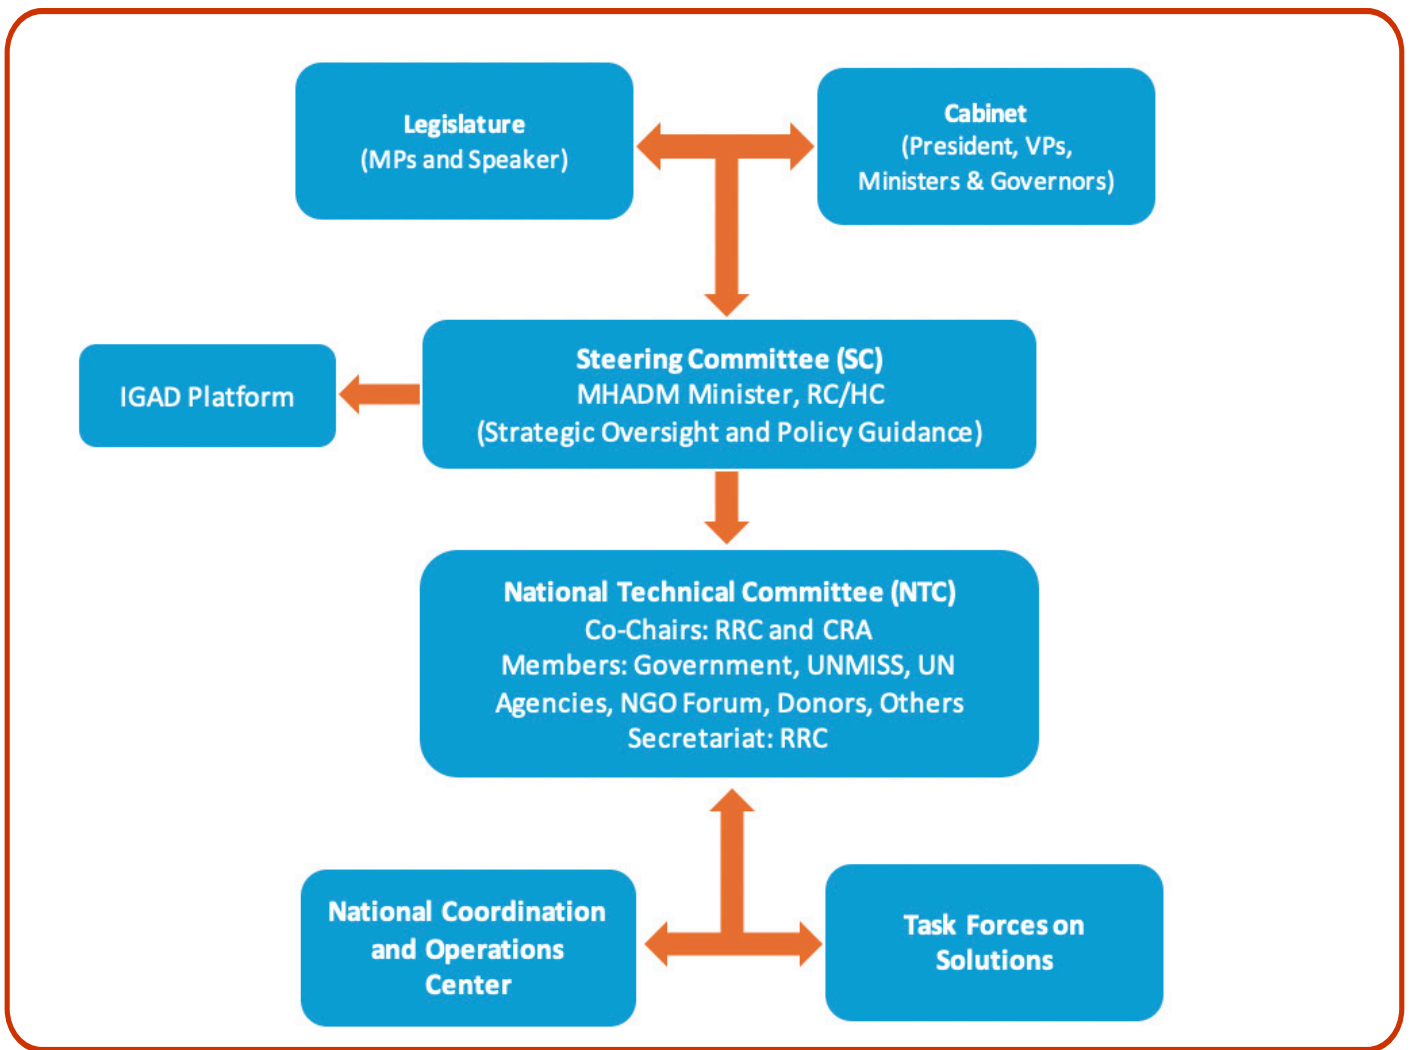 Legislature
(MPs and Speaker)
Cabinet
(President, VPs,
Ministers & Governors)
IGAD Platform
Steering Committee (SC)
MHADM Minister, RC/HC
(Strategic Oversight and Policy Guidance)
National Technical Committee (NTC)
Co-Chairs: RRC and CRA
Members: Government, UNMISS, UN
Agencies, NGO Forum, Donors, Others
Secretariat: RRC
National Coordination
and Operations
Center
Task Forces on
Solutions